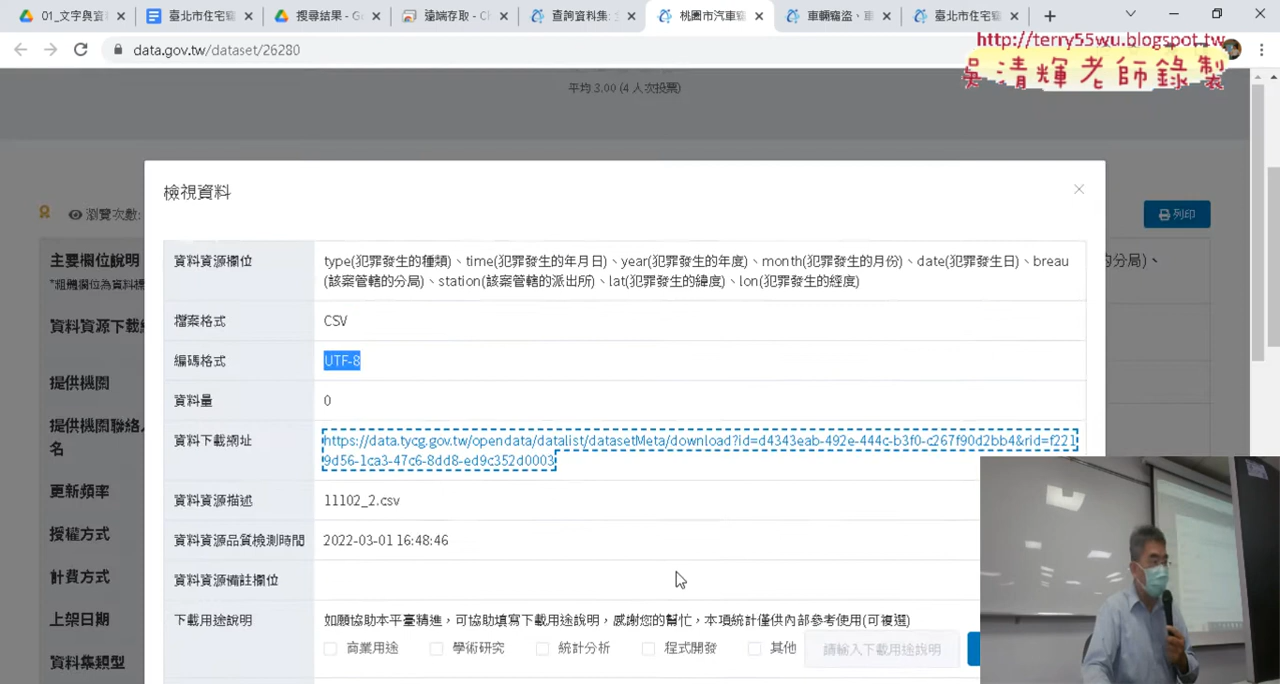 01_文字與資
臺北市住宅竊
搜尋結果 - G
遠端存取 - Cl
查詢資料集:
桃園市汽車竊
車輛竊盜、
臺北市住宅
data.gov.tw/dataset/26280
http://terry55wu.blogspot.tw
吳清輝老師錄製
平均 3.00 (4 人次投票)
檢視資料
瀏覽次數:
列印
主要欄位說明
的分局)、
資料資源欄位
type(犯罪發生的種類)、time(犯罪發生的年月日)、year(犯罪發生的年度)、month(犯罪發生的月份)、date(犯罪發生日)、breau
(該案管轄的分局)、station(該案管轄的派出所)、lat(犯罪發生的緯度)、lon(犯罪發生的經度)
*粗體欄位為資料標
資料資源下載
檔案格式
CSV
編碼格式
UTF-8
提供機關
資料量
0
提供機關聯絡人
名
資料下載網址
https://data.tycg.gov.tw/opendata/datalist/datasetMeta/download?id=d4343eab-492e-444c-b3f0-c267f90d2bb4&rid=f221
9d56-1ca3-47c6-8dd8-ed9c352d0003
更新頻率
資料資源描述
11102_2.csv
授權方式
資料資源品質檢測時間
2022-03-01 16:48:46
計費方式
資料資源備註欄位
上架日期
下載用途說明
如願協助本平臺精進，可協助填寫下載用途說明，感謝您的幫忙，本項統計僅供內部參考使用(可複選)
商業用途
學術研究
統計分析
程式開發
其他
請輸入下載用途說明
資料集類型